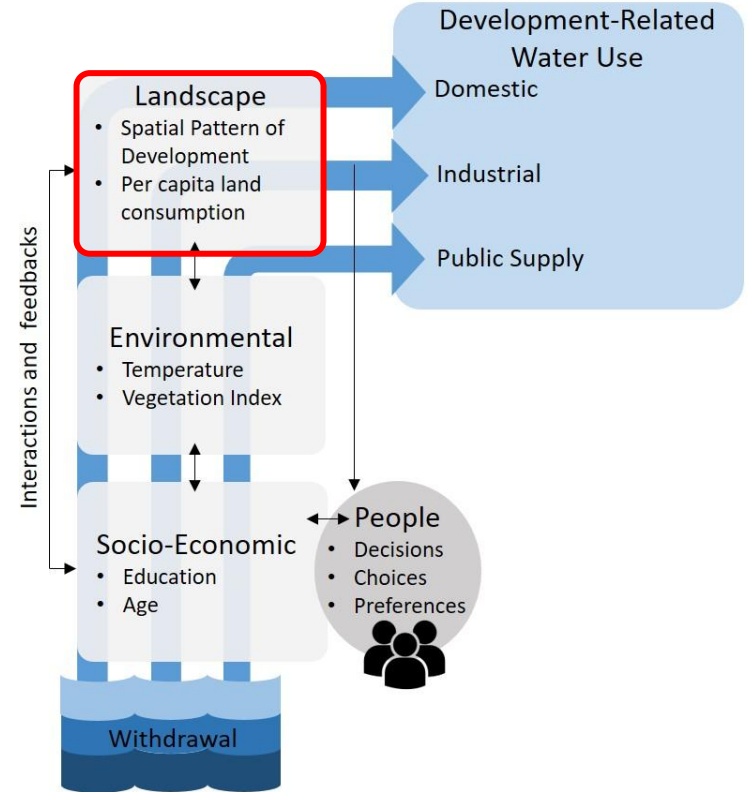 Development-Related
Water Use
Domestic
Industrial
Public Supply
Landscape
• Spatial Pattern of
Development
• Per capita land
consumption
Interactions and feedbacks
Environmental
• Temperature
• Vegetation Index
Socio-Economic
• Education
• Age
People
• Decisions
• Choices
• Preferences
Withdrawal